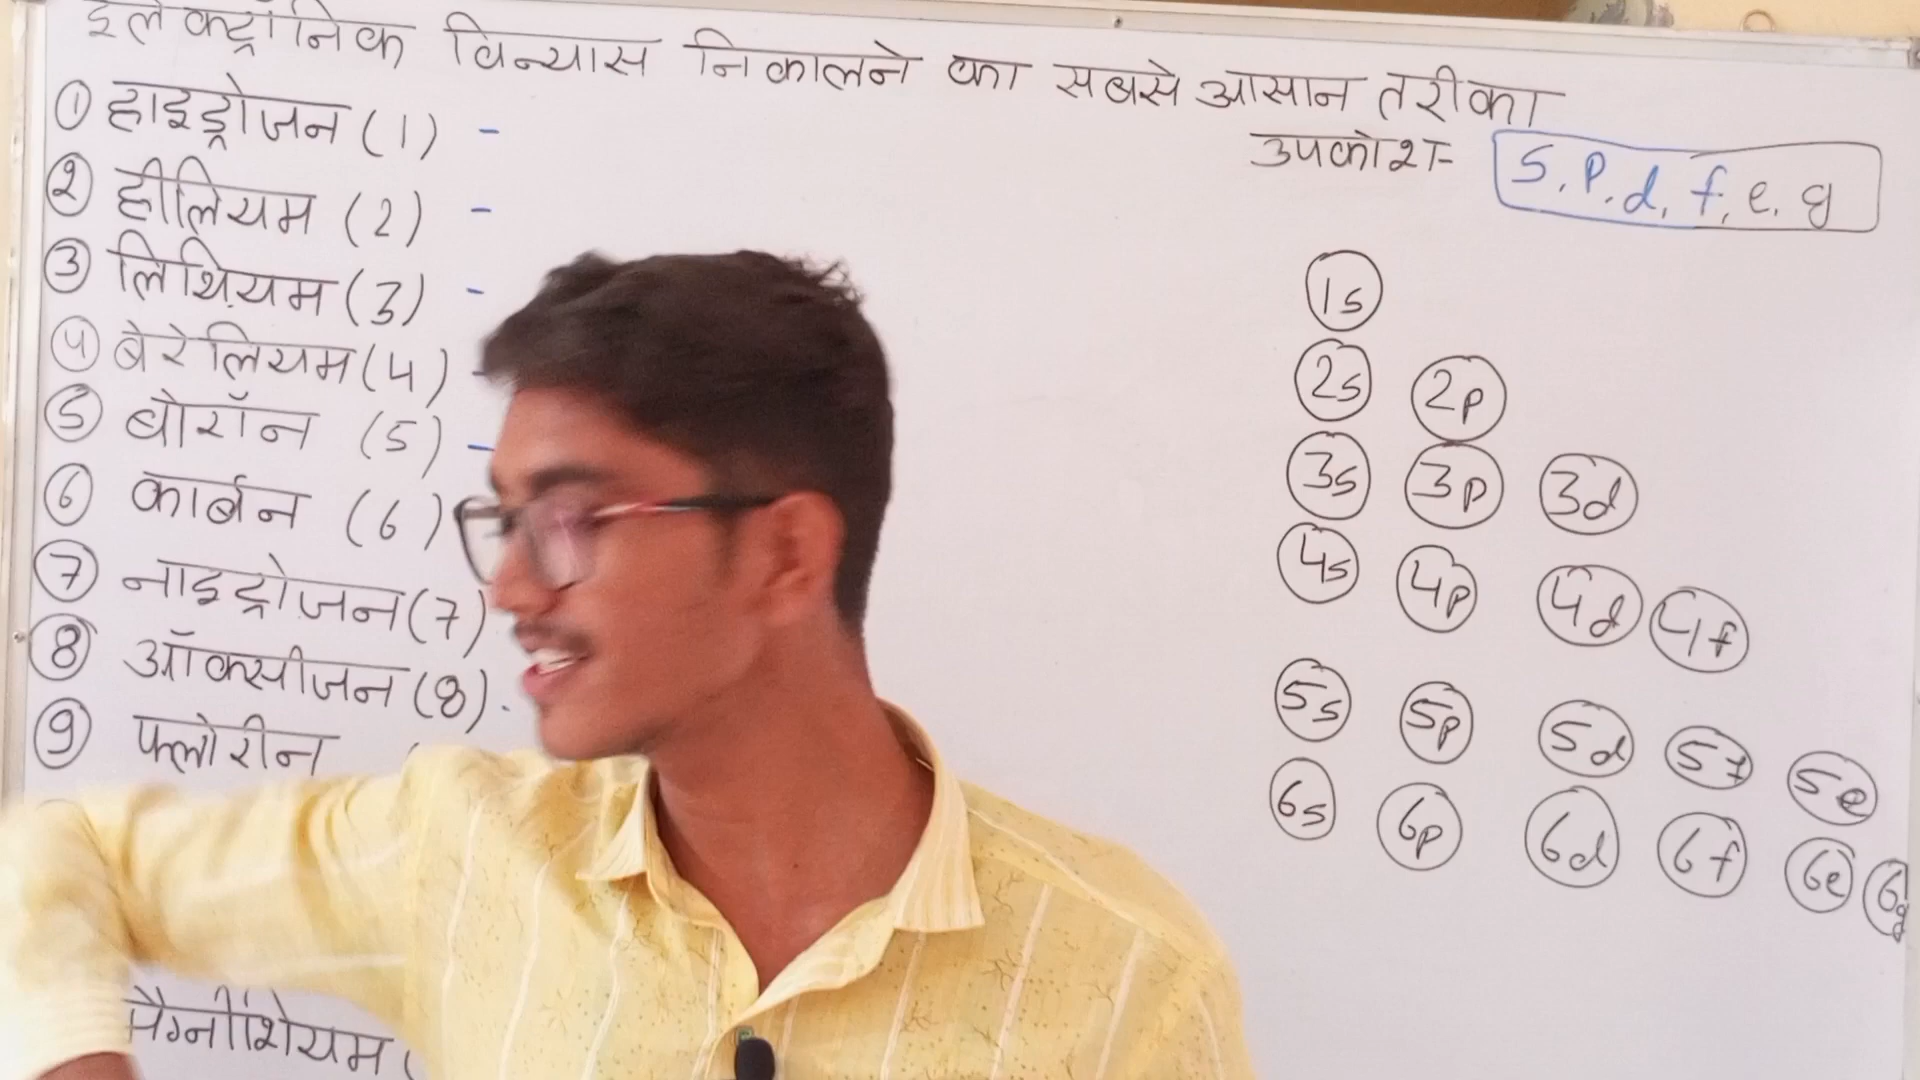 इलेक्ट्रॉनिक विन्यास निकालने का सबसे आसान तरीका
① हाइड्रोजन (1) -
② हीलियम (2) -
③ लिथियम (3) -
④ बेरेलियम (4) -
⑤ बोरॉन (5) -
⑥ कार्बन (6)
⑦ नाइट्रोजन (7)
⑧ ऑक्सीजन (8) -
⑨ फ्लोरीन
मैग्नीशियम (
उपकोश- s, p, d, f, e, g
1s
2s 2p
3s 3p 3d
4s 4p 4d 4f
5s 5p 5d 5f 5e
6s 6p 6d 6f 6e 6g